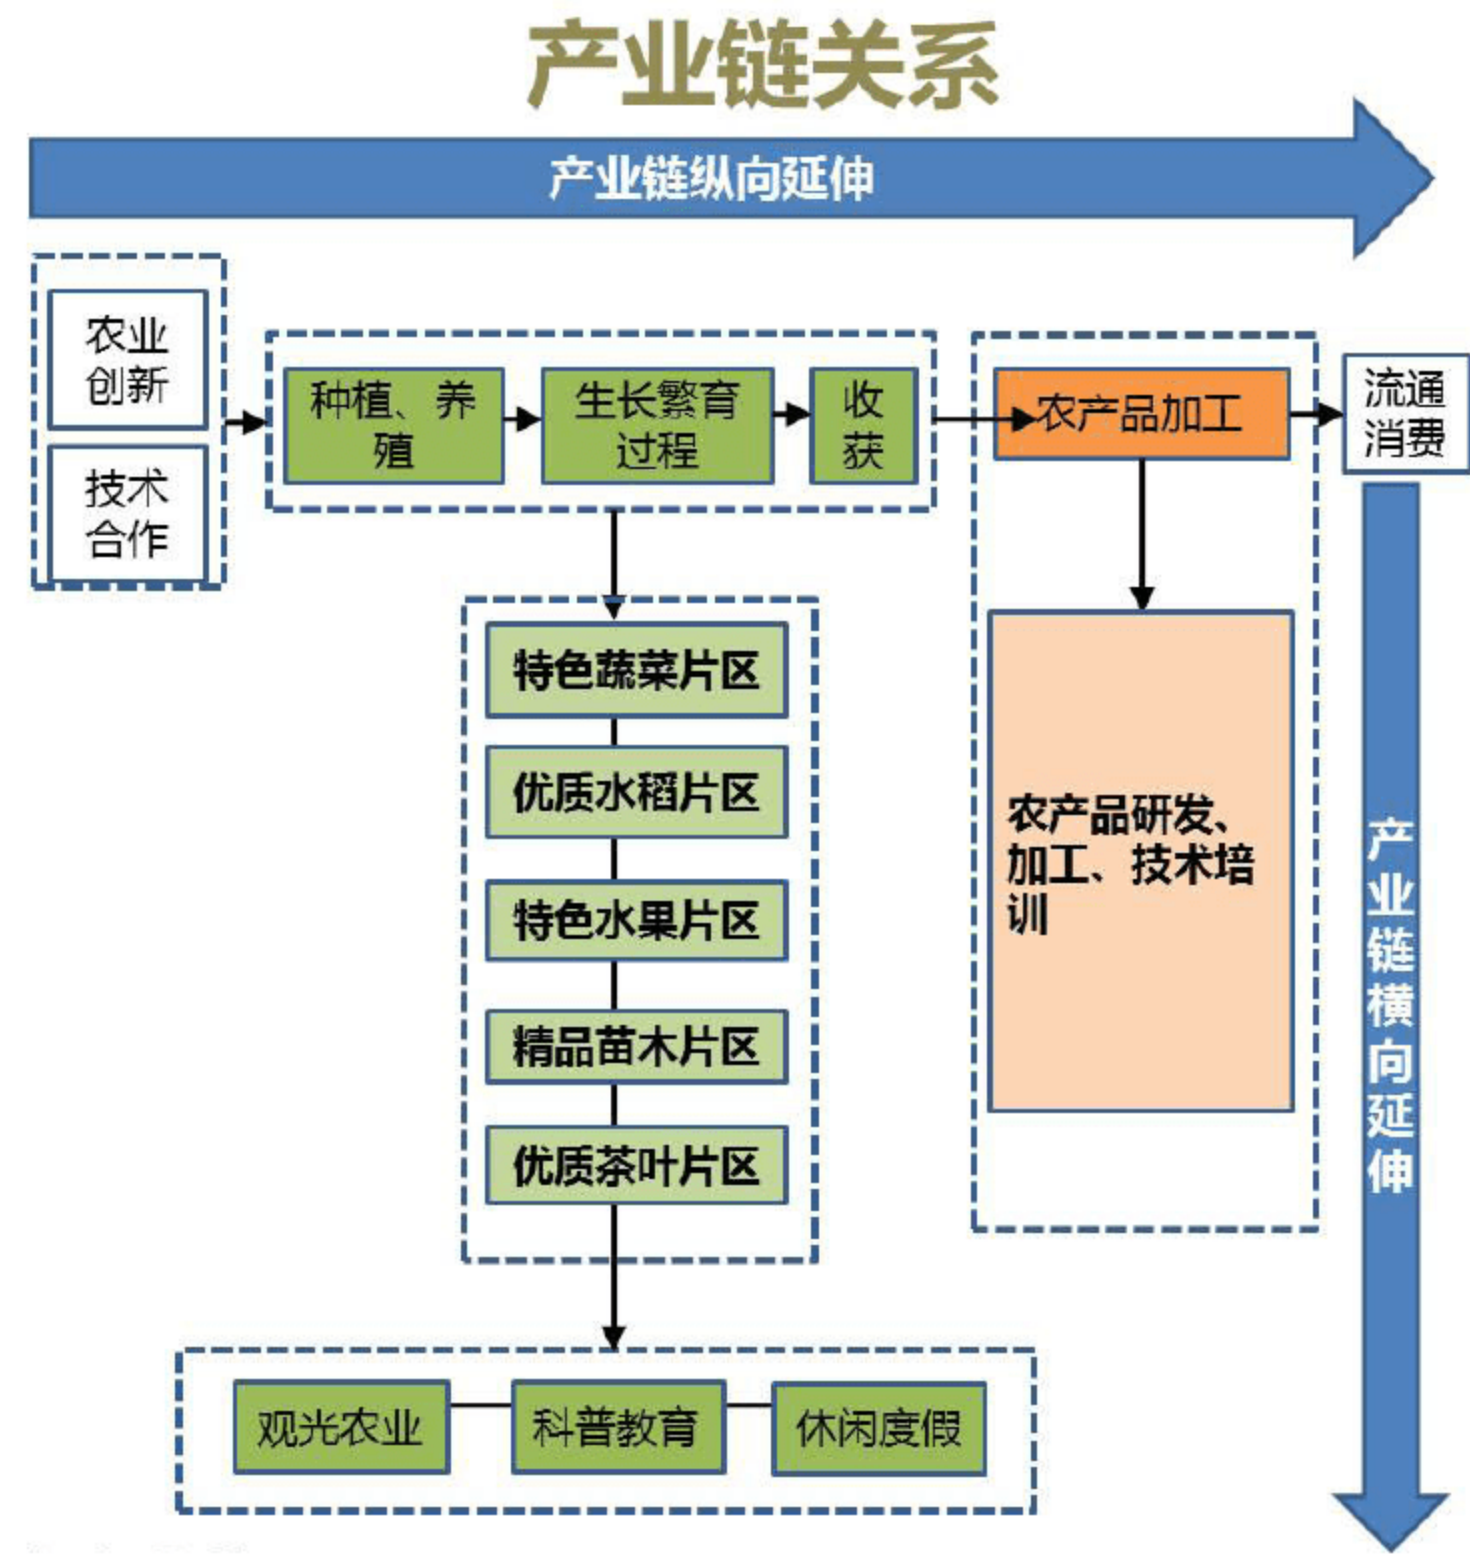 产业链关系
产业链纵向延伸
农业
创新
技术
合作
种植、养
殖
生长繁育
过程
收
获
农产品加工
流通
消费
特色蔬菜片区
优质水稻片区
特色水果片区
精品苗木片区
优质茶叶片区
农产品研发、
加工、技术培
训
产业链横向延伸
观光农业
科普教育
休闲度假